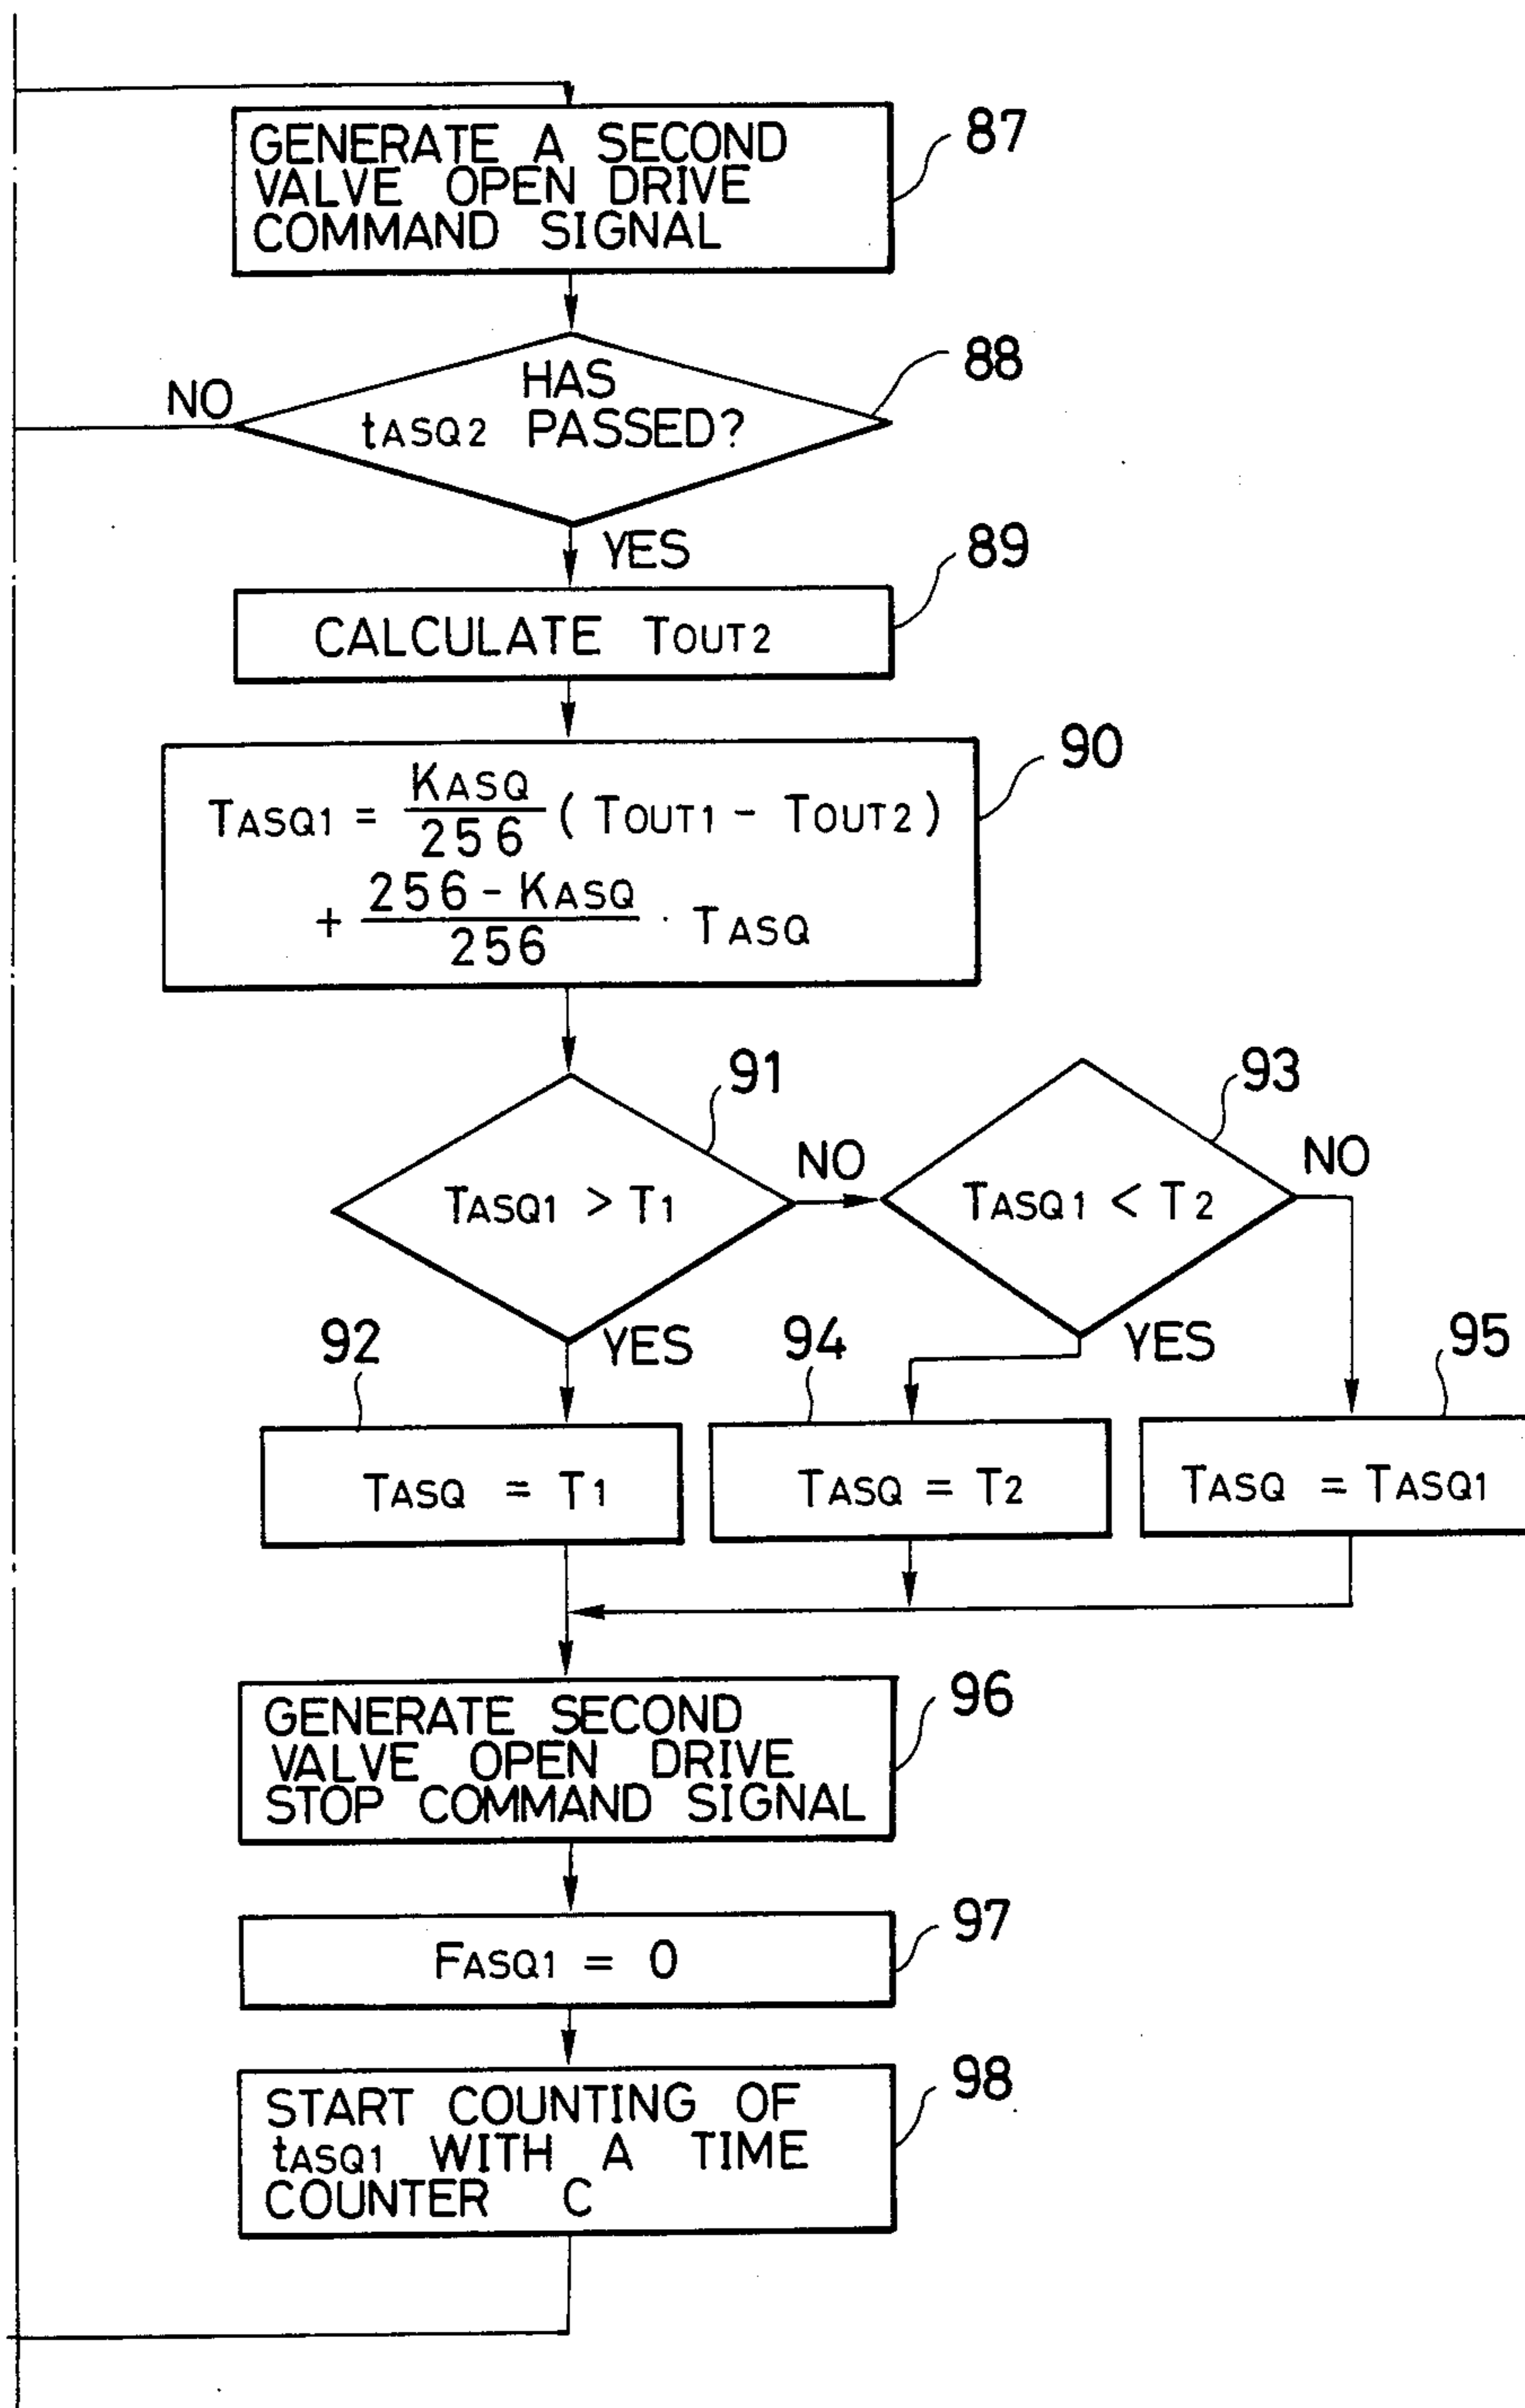 GENERATE A SECOND
VALVE OPEN DRIVE
COMMAND SIGNAL
87
HAS
tASQ2 PASSED?
88
NO
YES
89
CALCULATE TOUT2
90
TASQ1 = KASQ/256 ( TOUT1 - TOUT2 )
+ 256 - KASQ/256 · TASQ
91
93
TASQ1 > T1
NO
TASQ1 < T2
NO
92
YES
94
YES
95
TASQ = T1
TASQ = T2
TASQ = TASQ1
GENERATE SECOND
VALVE OPEN DRIVE
STOP COMMAND SIGNAL
96
FASQ1 = 0
97
START COUNTING OF
tASQ1 WITH A TIME
COUNTER C
98